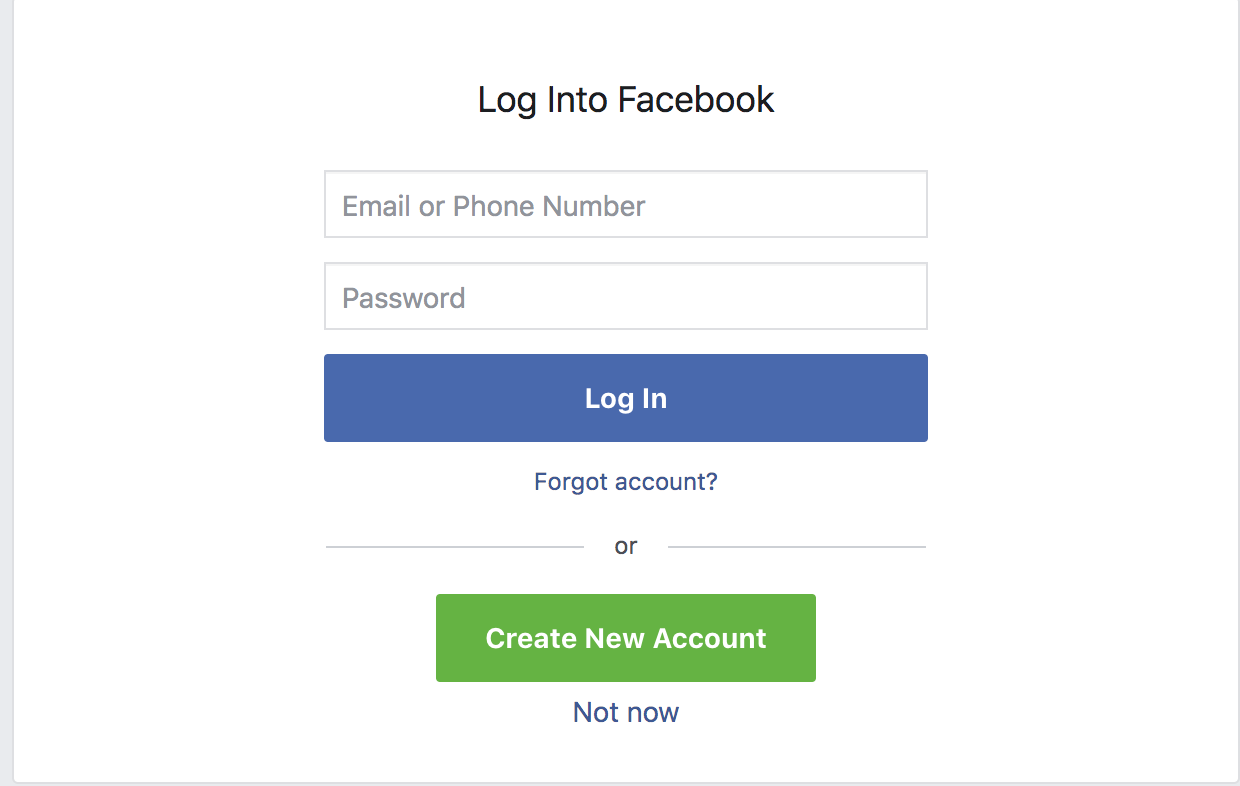 Log Into Facebook
Email or Phone Number
Password
Log In
Forgot account?
or
Create New Account
Not now